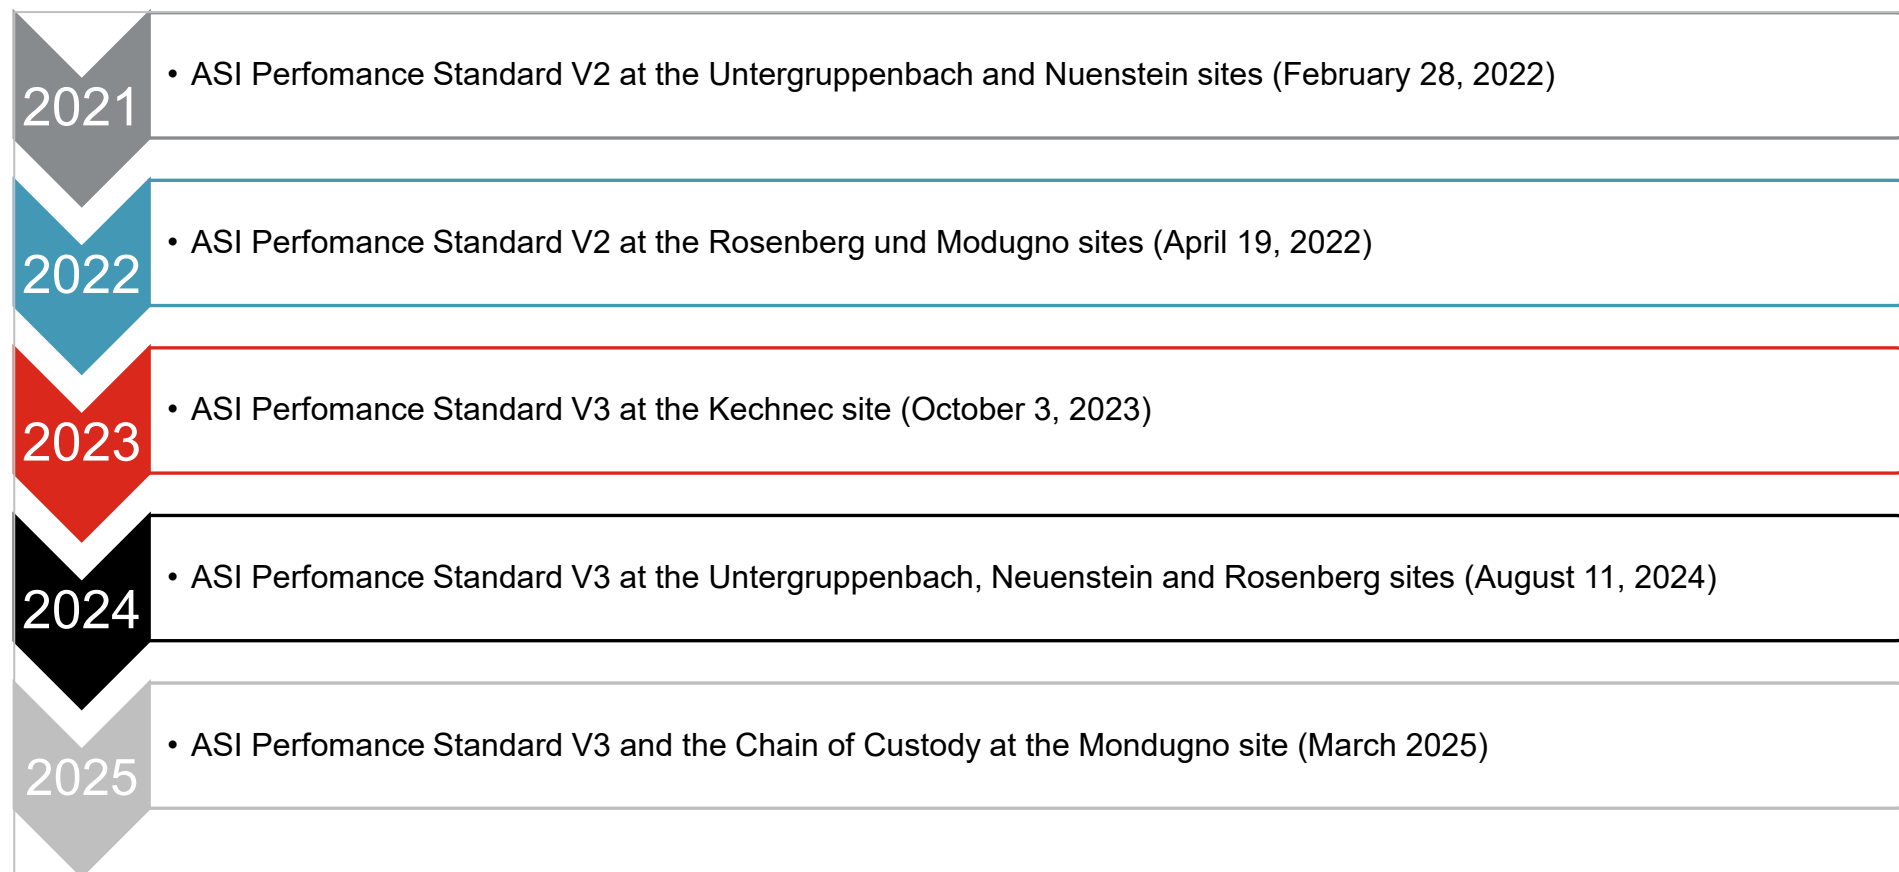 2021
• ASI Perfomance Standard V2 at the Untergruppenbach and Nuenstein sites (February 28, 2022)
2022
• ASI Perfomance Standard V2 at the Rosenberg und Modugno sites (April 19, 2022)
2023
• ASI Perfomance Standard V3 at the Kechnec site (October 3, 2023)
2024
• ASI Perfomance Standard V3 at the Untergruppenbach, Neuenstein and Rosenberg sites (August 11, 2024)
2025
• ASI Perfomance Standard V3 and the Chain of Custody at the Mondugno site (March 2025)